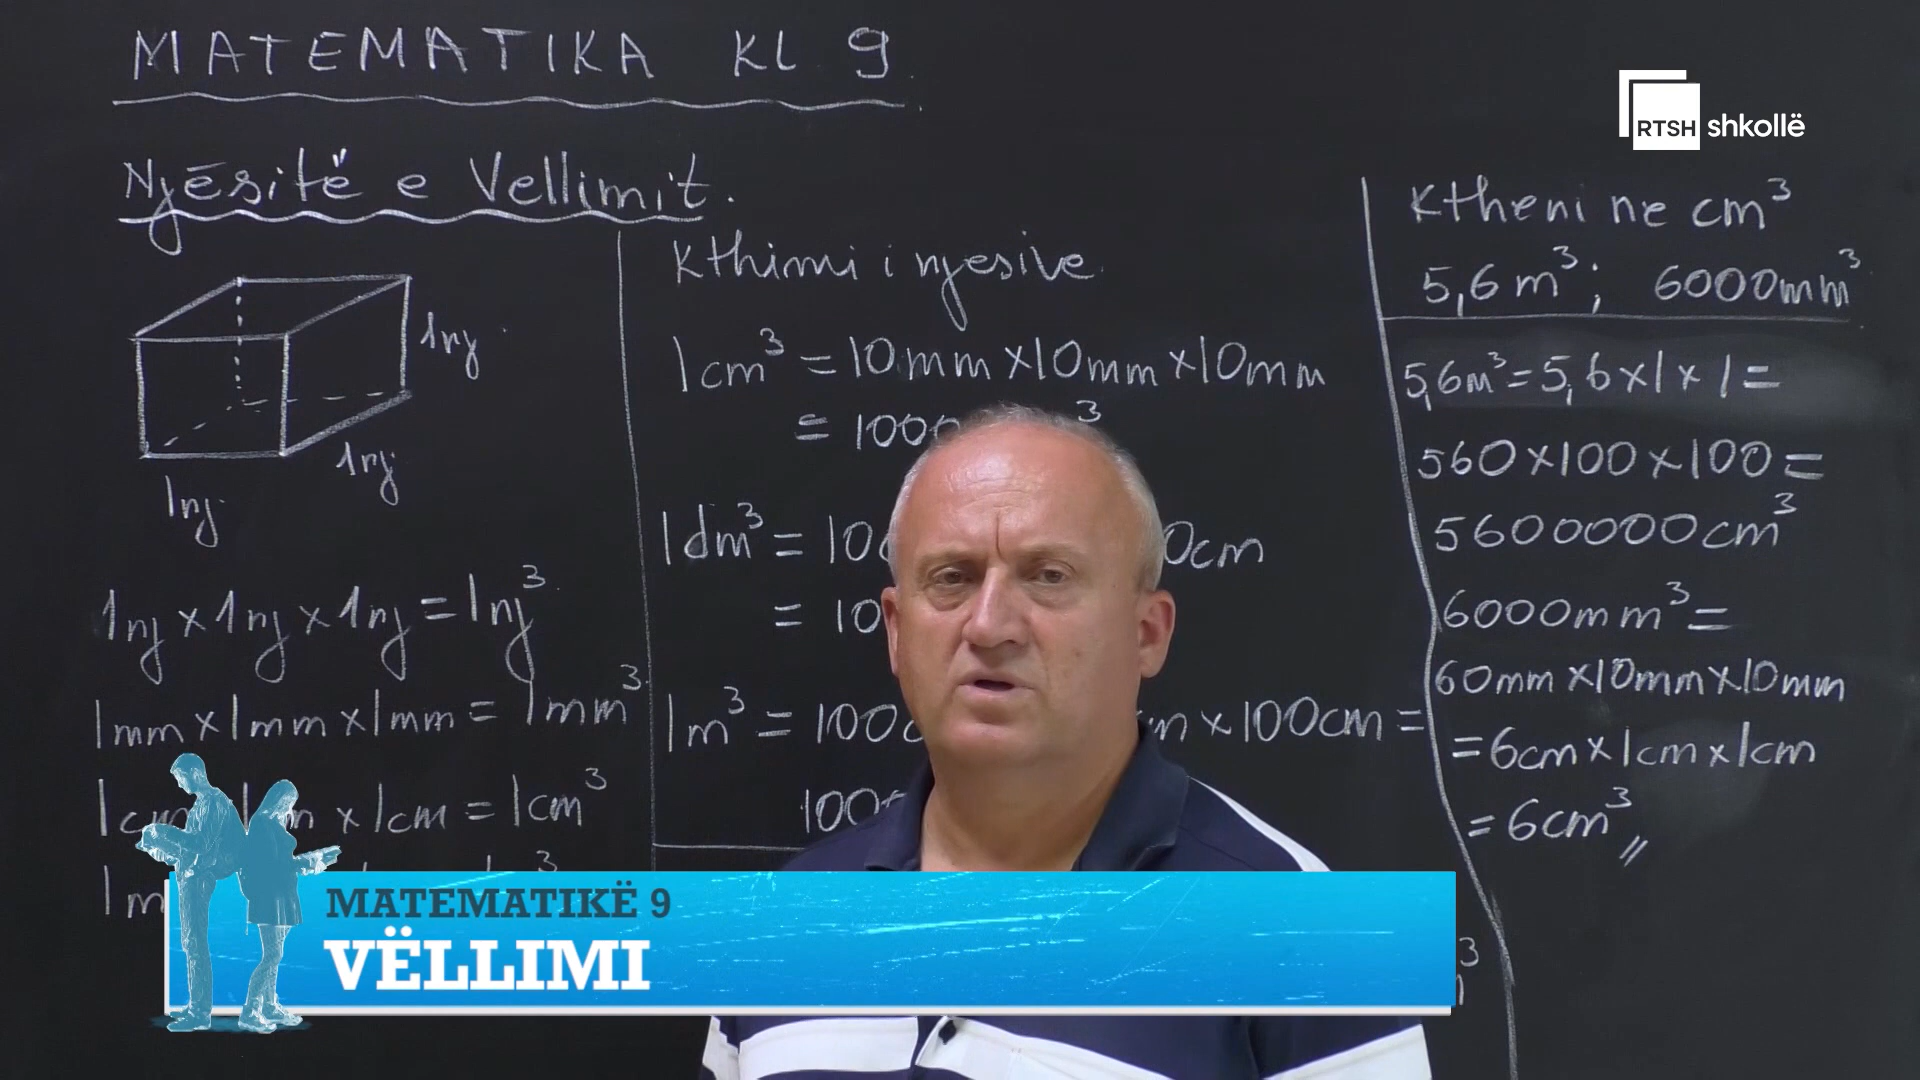 MATEMATIKA KL 9
RTSH shkollë
Njësitë e Vellimit.
1nj
1nj
1nj
1nj x 1nj x 1nj = 1nj³
1mm x 1mm x 1mm = 1mm³
x 1cm = 1cm³
Kthimi i njesive
1cm³ = 10mm x 10mm x 10mm
1dm³ =
1m³ =
x 100cm =
Ktheni ne cm³
5,6 m³; 6000mm³
5,6m³ = 5,6 x 1 x 1 =
560 x 100 x 100 =
5600000cm³
6000mm³ =
60mm x 10mm x 10mm
= 6cm x 1cm x 1cm
= 6cm³
MATEMATIKË 9
VËLLIMI